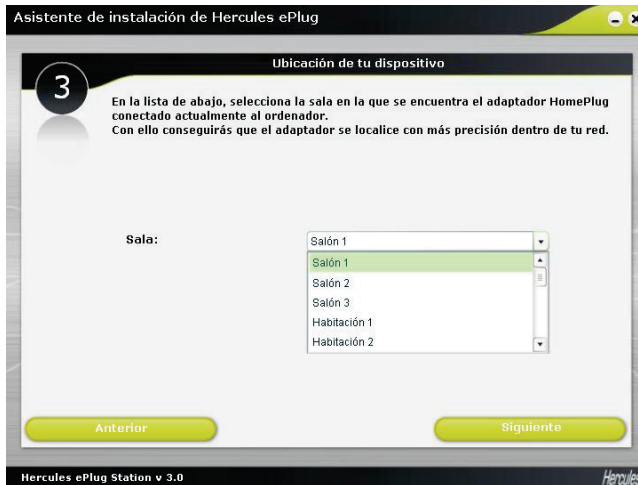 Asistente de instalación de Hercules ePlug
3
Ubicación de tu dispositivo
En la lista de abajo, selecciona la sala en la que se encuentra el adaptador HomePlug
conectado actualmente al ordenador.
Con ello conseguirás que el adaptador se localice con más precisión dentro de tu red.
Sala:
Salón 1
Salón 1
Salón 2
Salón 3
Habitación 1
Habitación 2
Anterior
Siguiente
Hercules ePlug Station v 3.0
Hercules